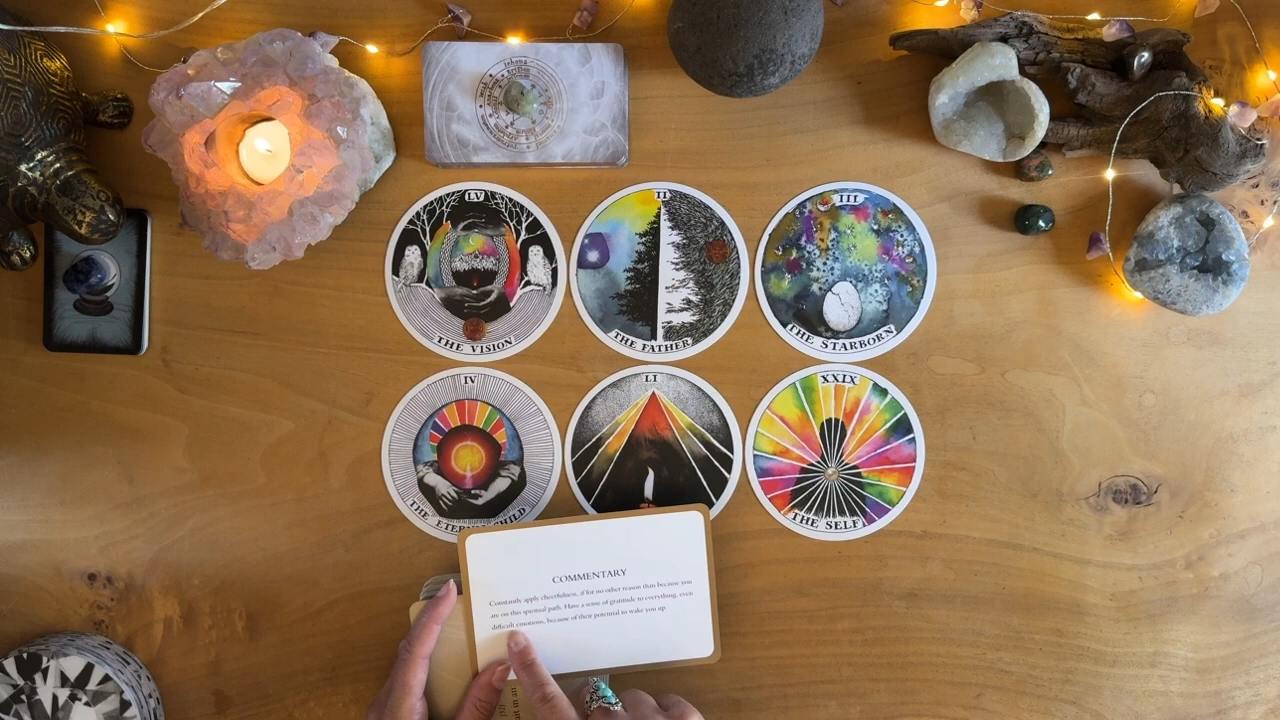 LV
THE VISION
II
THE FATHER
III
THE STARBORN
IV
THE ETERNAL CHILD
LI
XXIX
THE SELF
COMMENTARY
Constantly apply cheerfulness, if for no other reason than because you
are on this spiritual path. Have a sense of gratitude to everything, even
difficult emotions, because of their potential to wake you up.